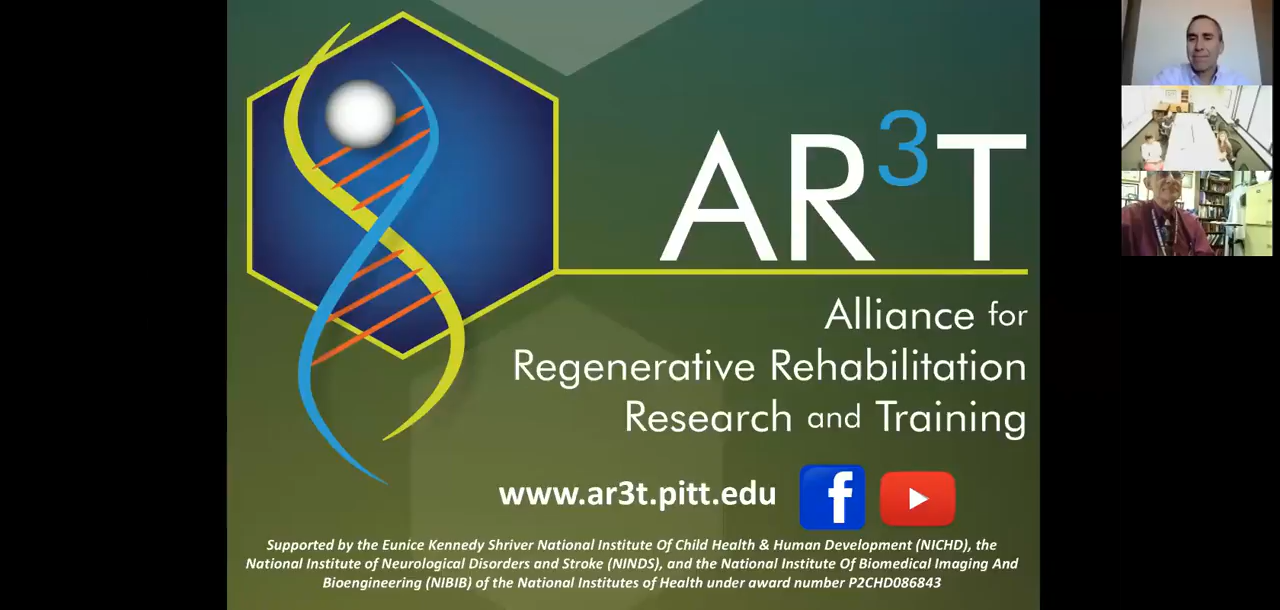 AR3T
Alliance for
Regenerative Rehabilitation
Research and Training
www.ar3t.pitt.edu
f
Supported by the Eunice Kennedy Shriver National Institute Of Child Health & Human Development (NICHD), the
National Institute of Neurological Disorders and Stroke (NINDS), and the National Institute Of Biomedical Imaging And
Bioengineering (NIBIB) of the National Institutes of Health under award number P2CHD086843